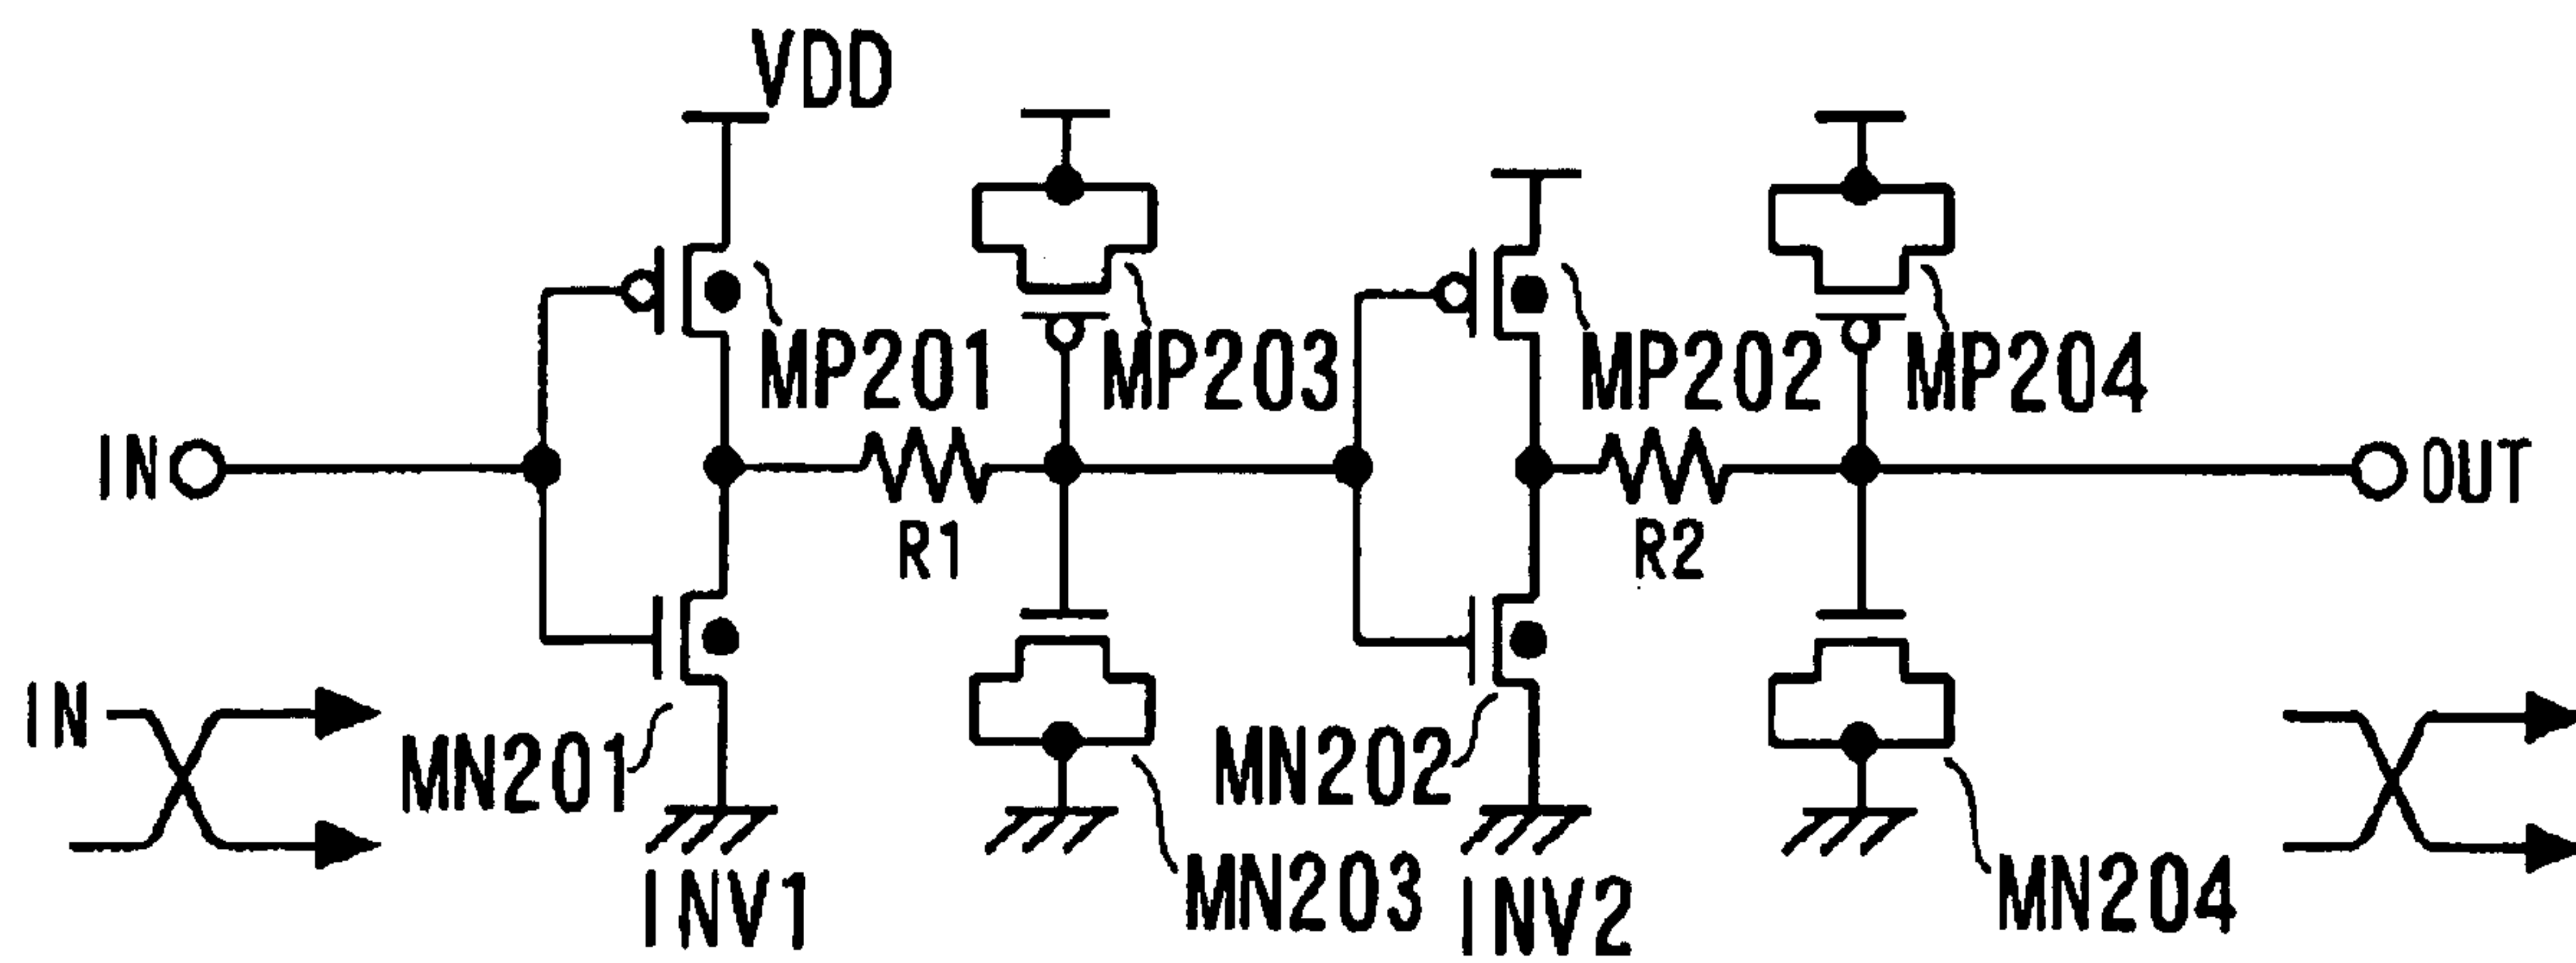 VDD
MP201
MP203
MP202
MP204
IN
OUT
R1
R2
IN
MN201
MN202
MN203
MN204
INV1
INV2